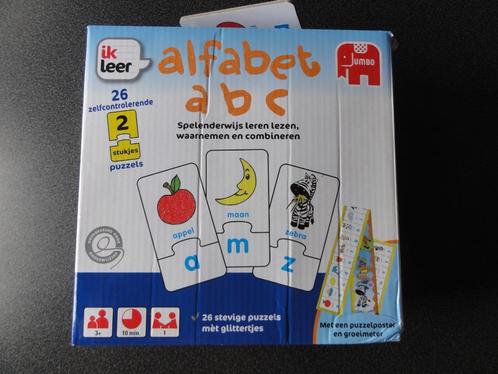 ik
leer
alfabet
a b c
JUMBO
26
zelfcontrolerende
2
stukjes
puzzels
Spelenderwijs leren lezen,
waarnemen en combineren
appel
a
maan
m
zebra
z
3+
10 min.
1
26 stevige puzzels
mèt glittertjes
Met een puzzelposter
en groeimeter